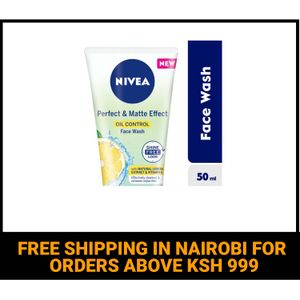 NEW
NIVEA
Perfect & Matte Effect
OIL CONTROL
Face Wash
SHINE
FREE
LOOK
Face Wash
50 ml
FREE SHIPPING IN NAIROBI FOR
ORDERS ABOVE KSH 999